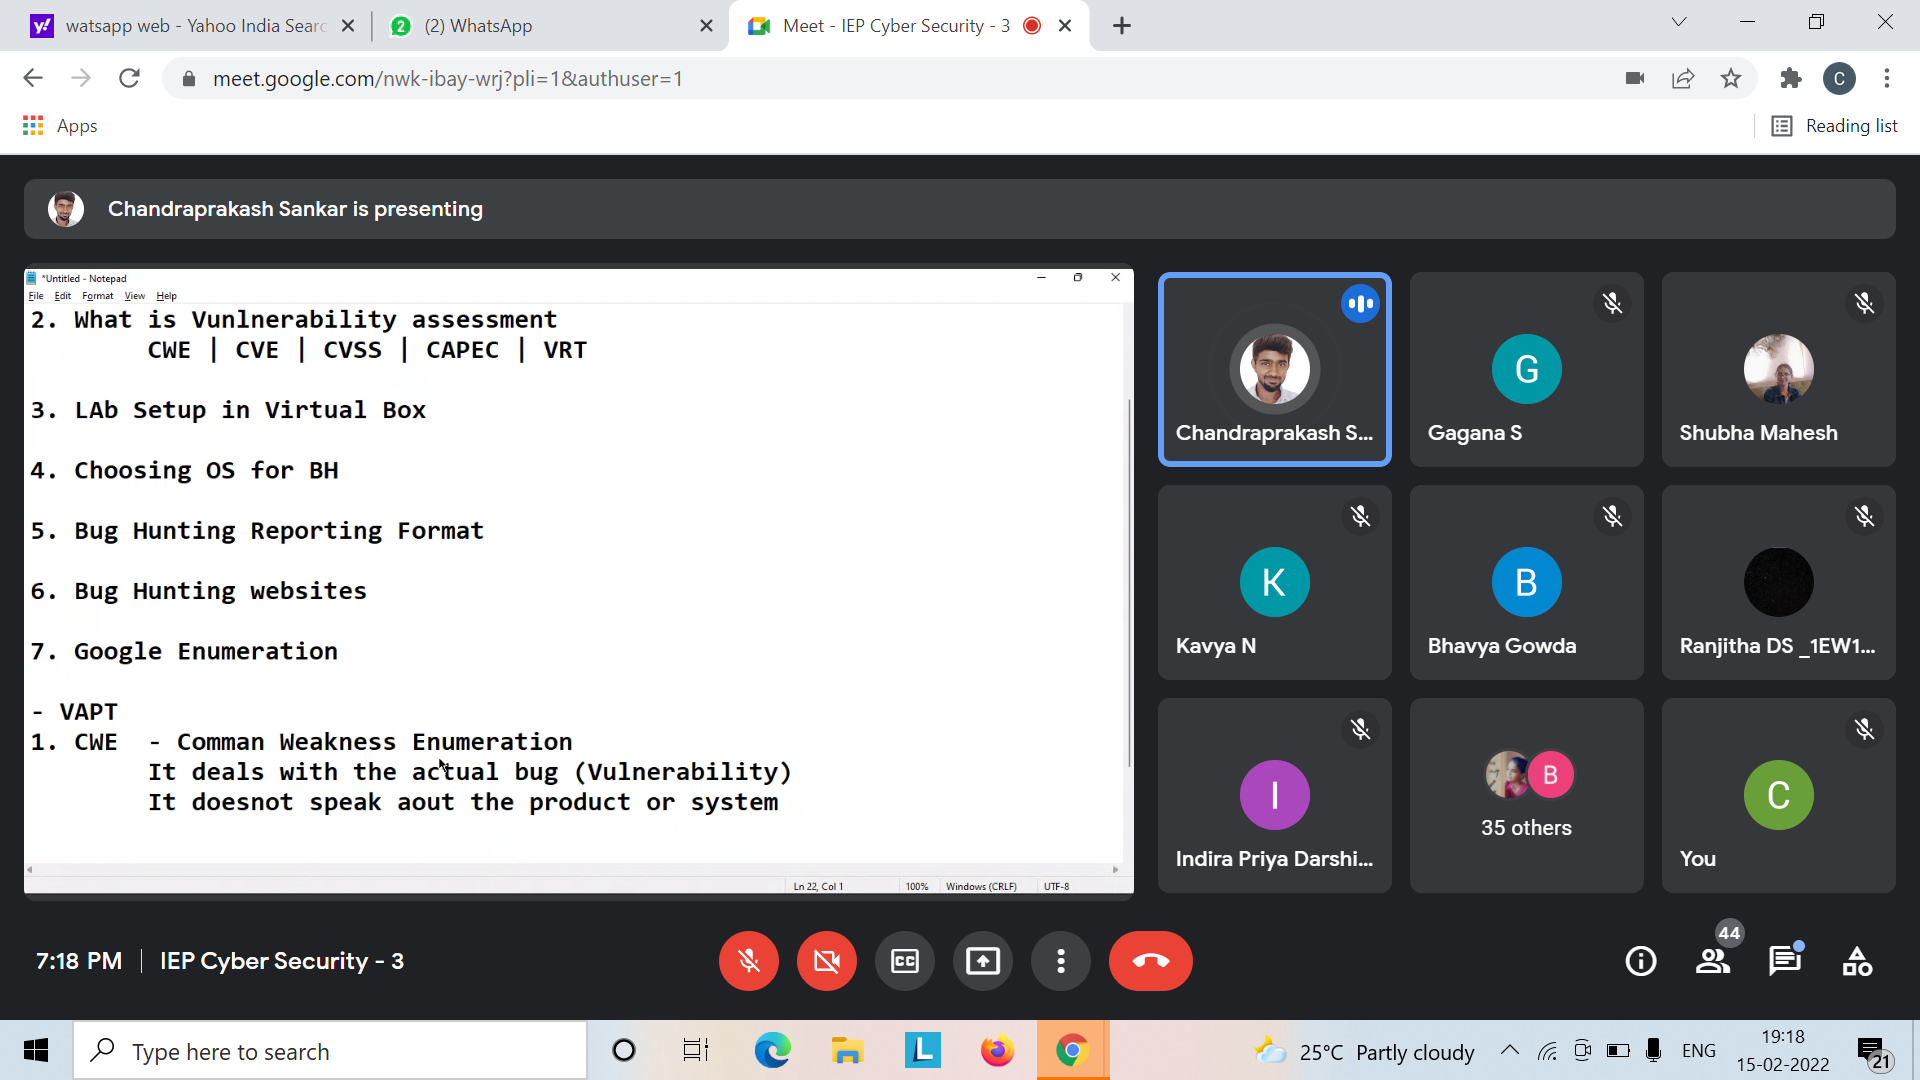 watsapp web - Yahoo India Searc
(2) WhatsApp
Meet - IEP Cyber Security - 3
meet.google.com/nwk-ibay-wrj?pli=1&authuser=1
C
Apps
Reading list
Chandraprakash Sankar is presenting
*Untitled - Notepad
File Edit Format View Help
2. What is Vunlnerability assessment
CWE | CVE | CVSS | CAPEC | VRT
3. LAb Setup in Virtual Box
4. Choosing OS for BH
5. Bug Hunting Reporting Format
6. Bug Hunting websites
7. Google Enumeration
- VAPT
1. CWE - Comman Weakness Enumeration
It deals with the actual bug (Vulnerability)
It doesnot speak aout the product or system
Ln 22, Col 1 100% Windows (CRLF) UTF-8
Chandraprakash S...
G
Gagana S
Shubha Mahesh
K
Kavya N
B
Bhavya Gowda
Ranjitha DS _1EW1...
I
Indira Priya Darshi...
B
35 others
C
You
7:18 PM | IEP Cyber Security - 3
CC
44
Type here to search
L
25°C Partly cloudy
ENG
19:18
15-02-2022
21